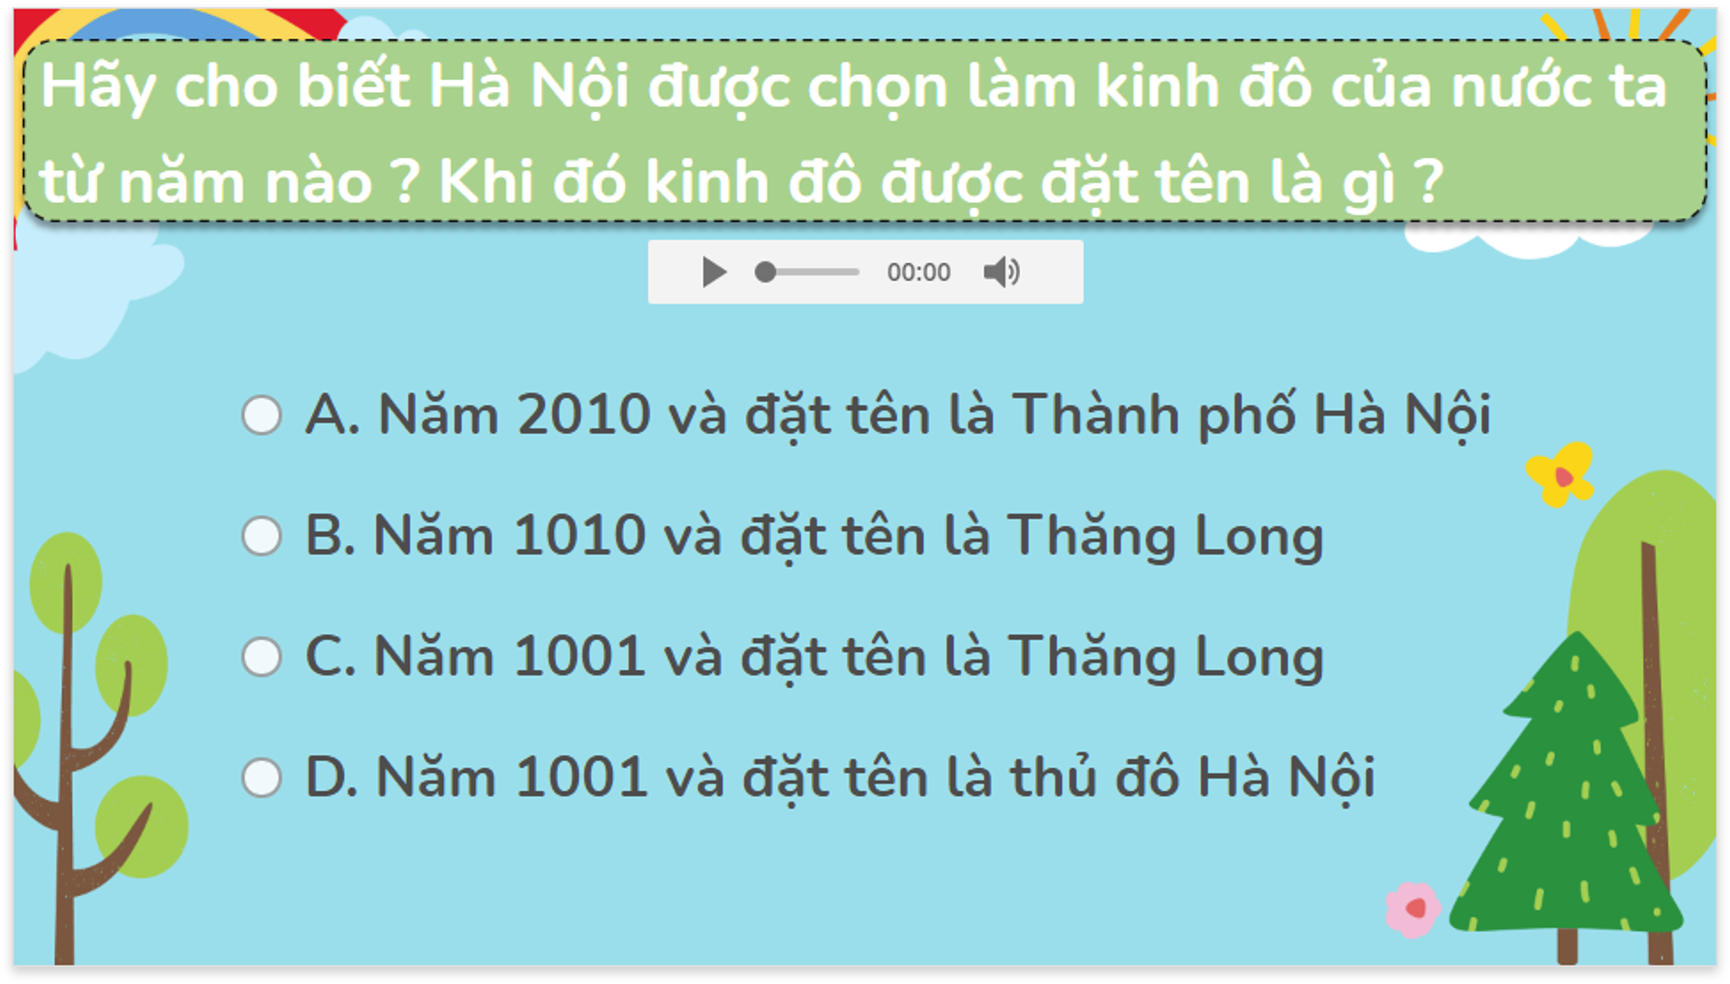 Hãy cho biết Hà Nội được chọn làm kinh đô của nước ta
từ năm nào ? Khi đó kinh đô được đặt tên là gì ?
00:00
A. Năm 2010 và đặt tên là Thành phố Hà Nội
B. Năm 1010 và đặt tên là Thăng Long
C. Năm 1001 và đặt tên là Thăng Long
D. Năm 1001 và đặt tên là thủ đô Hà Nội